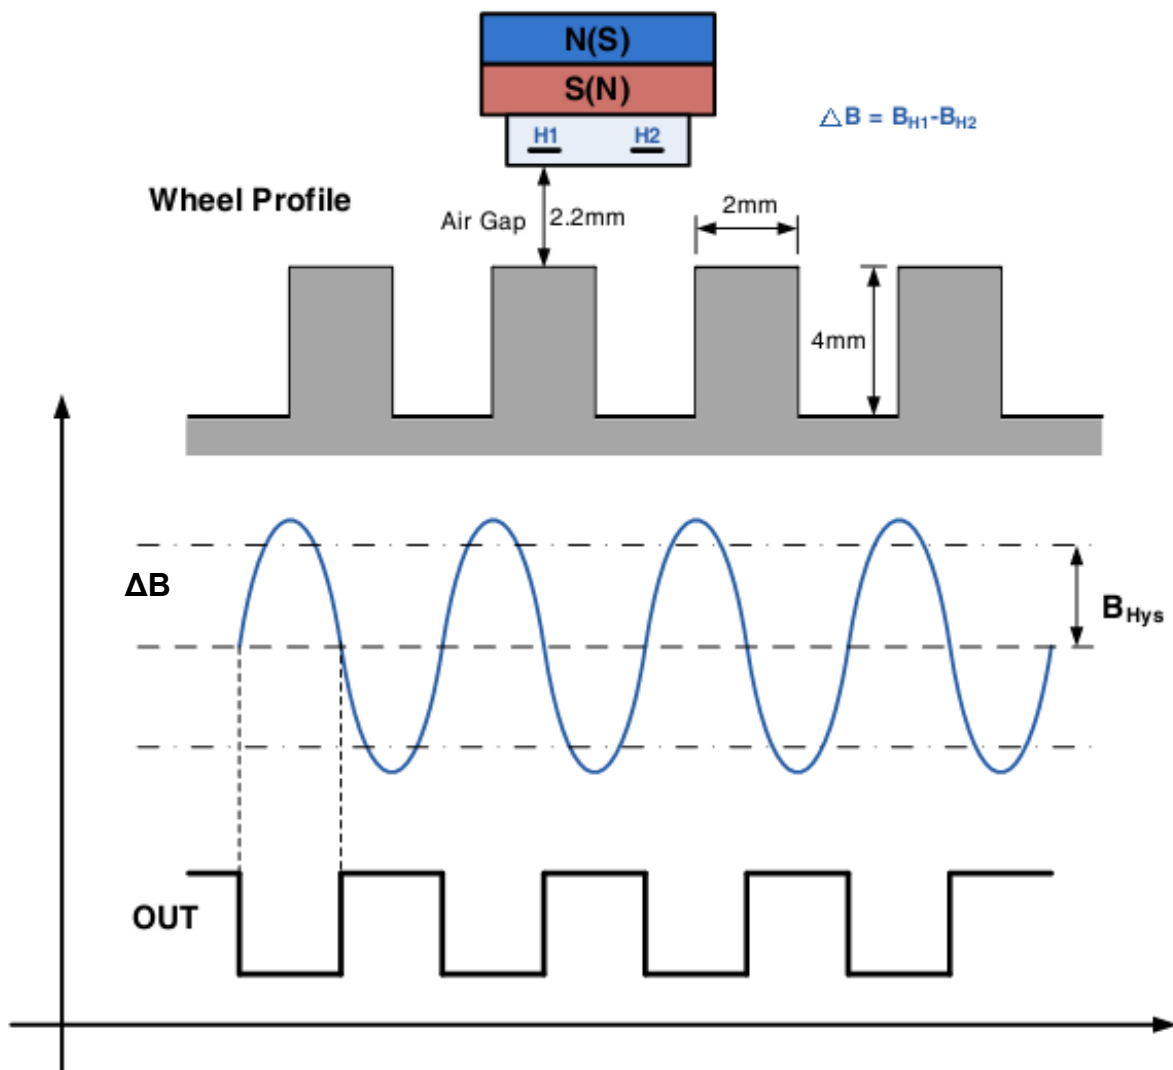 N(S)
S(N)
H1 H2
△B = BH1-BH2
Wheel Profile
Air Gap 2.2mm
2mm
4mm
ΔB
BHys
OUT